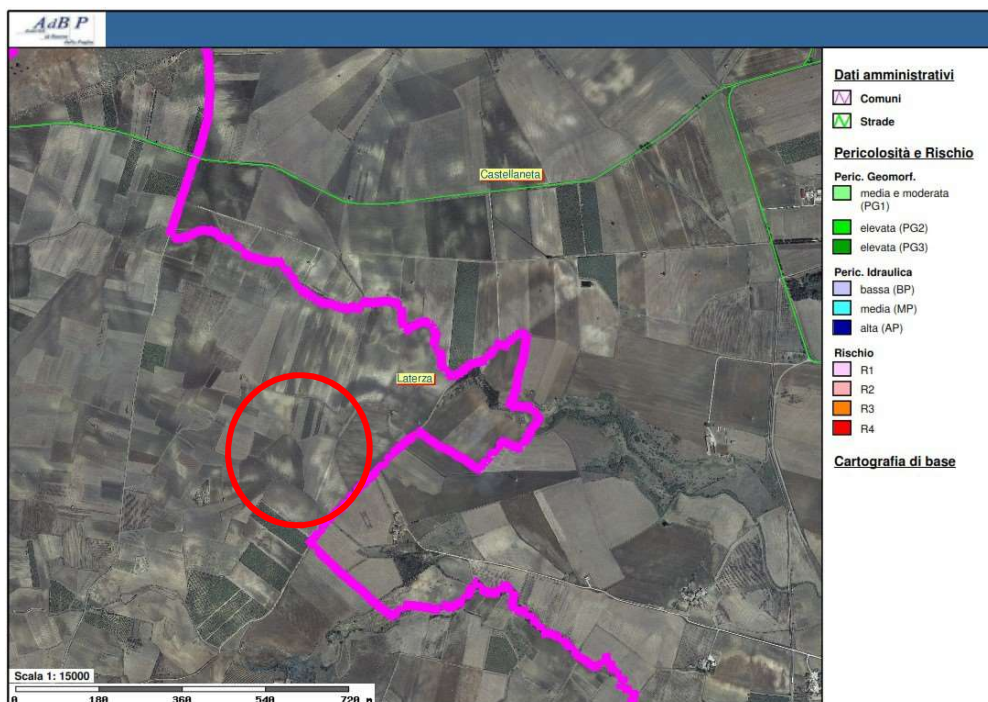 AdB P
della Puglia
Castellaneta
Laterza
Scala 1: 15000
0 180 360 540 720 m
Dati amministrativi
Comuni
Strade
Pericolosità e Rischio
Peric. Geomorf.
media e moderata
(PG1)
elevata (PG2)
elevata (PG3)
Peric. Idraulica
bassa (BP)
media (MP)
alta (AP)
Rischio
R1
R2
R3
R4
Cartografia di base